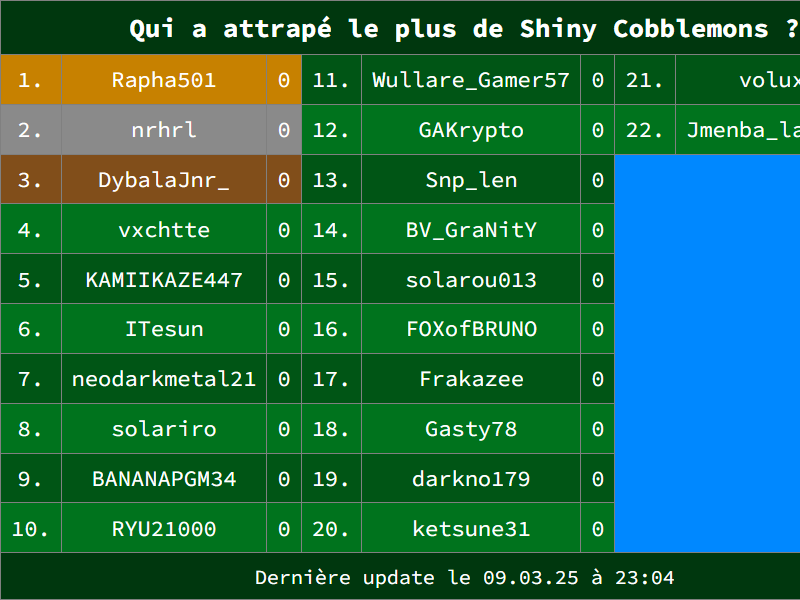 Qui a attrapé le plus de Shiny Cobblemons ?
1. Rapha501 0 11. Wullare_Gamer57 0 21. volux
2. nrhrl 0 12. GAKrypto 0 22. Jmenba_la
3. DybalaJnr_ 0 13. Snp_len 0
4. vxchtte 0 14. BV_GraNitY 0
5. KAMIIKAZE447 0 15. solarou013 0
6. ITesun 0 16. FOXofBRUNO 0
7. neodarkmetal21 0 17. Frakazee 0
8. solariro 0 18. Gasty78 0
9. BANANAPGM34 0 19. darkno179 0
10. RYU21000 0 20. ketsune31 0
Dernière update le 09.03.25 à 23:04